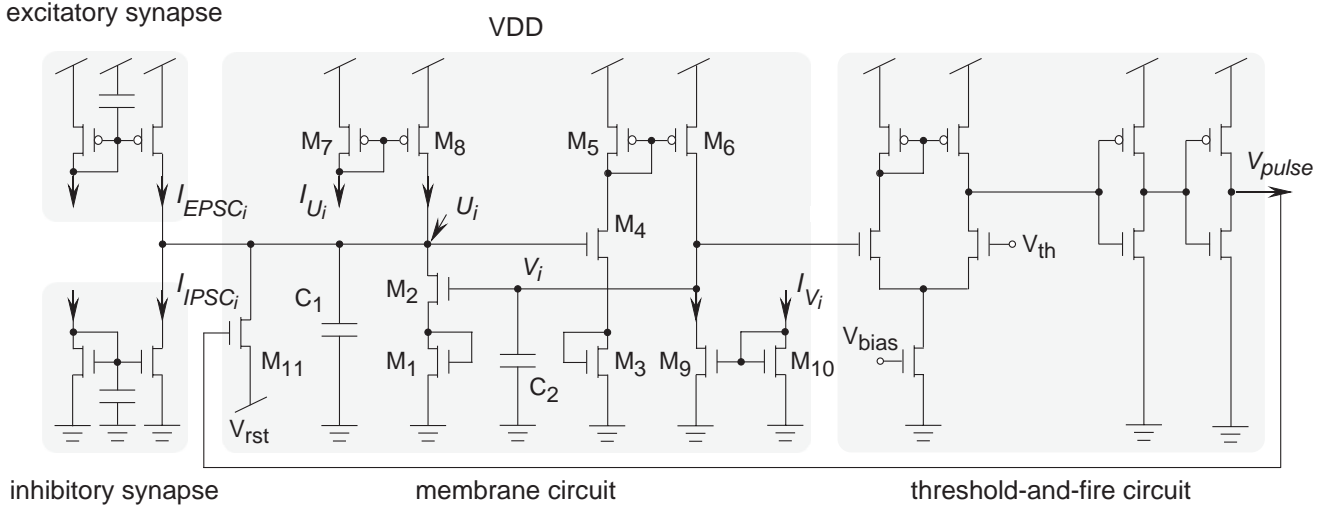 excitatory synapse
VDD
M7
M8
M5
M6
Vpulse
IEPSCi
IUi
Ui
M4
Vth
IIPSCi
C1
M2
Vi
IVi
M11
M1
C2
M3
M9
M10
Vbias
Vrst
inhibitory synapse
membrane circuit
threshold-and-fire circuit